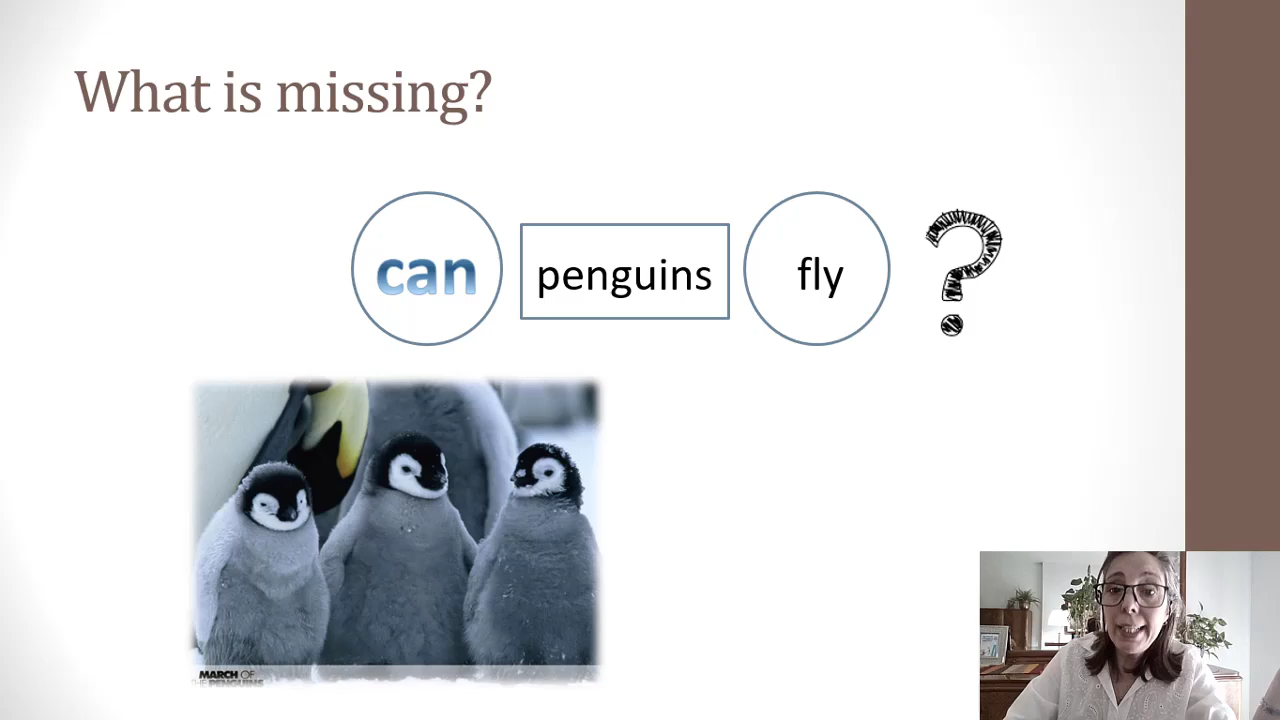 What is missing?
can penguins fly ?
MARCH OF
THE PENGUINS